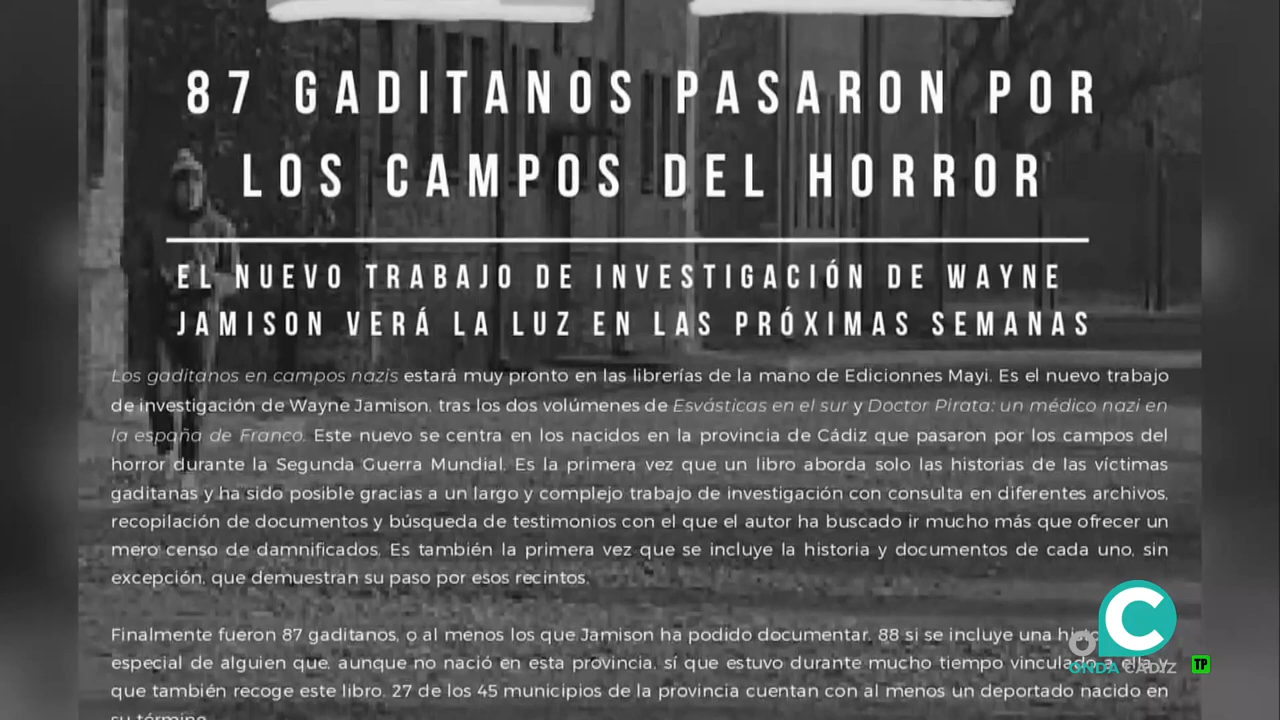 87 GADITANOS PASARON POR
LOS CAMPOS DEL HORROR
EL NUEVO TRABAJO DE INVESTIGACIÓN DE WAYNE
JAMISON VERÁ LA LUZ EN LAS PRÓXIMAS SEMANAS
Los gaditanos en campos nazis estará muy pronto en las librerías de la mano de Edicionnes Mayi. Es el nuevo trabajo
de investigación de Wayne Jamison, tras los dos volúmenes de Esvásticas en el sur y Doctor Pirata: un médico nazi en
la españa de Franco. Este nuevo se centra en los nacidos en la provincia de Cádiz que pasaron por los campos del
horror durante la Segunda Guerra Mundial. Es la primera vez que un libro aborda solo las historias de las víctimas
gaditanas y ha sido posible gracias a un largo y complejo trabajo de investigación con consulta en diferentes archivos,
recopilación de documentos y búsqueda de testimonios con el que el autor ha buscado ir mucho más que ofrecer un
mero censo de damnificados. Es también la primera vez que se incluye la historia y documentos de cada uno, sin
excepción, que demuestran su paso por esos recintos.
Finalmente fueron 87 gaditanos, o al menos los que Jamison ha podido documentar, 88 si se incluye una
especial de alguien que, aunque no nació en esta provincia, sí que estuvo durante mucho tiempo vinculado a ella y
que también recoge este libro. 27 de los 45 municipios de la provincia cuentan con al menos un deportado nacido en
su término
C
ONDA CÁDIZ
TP